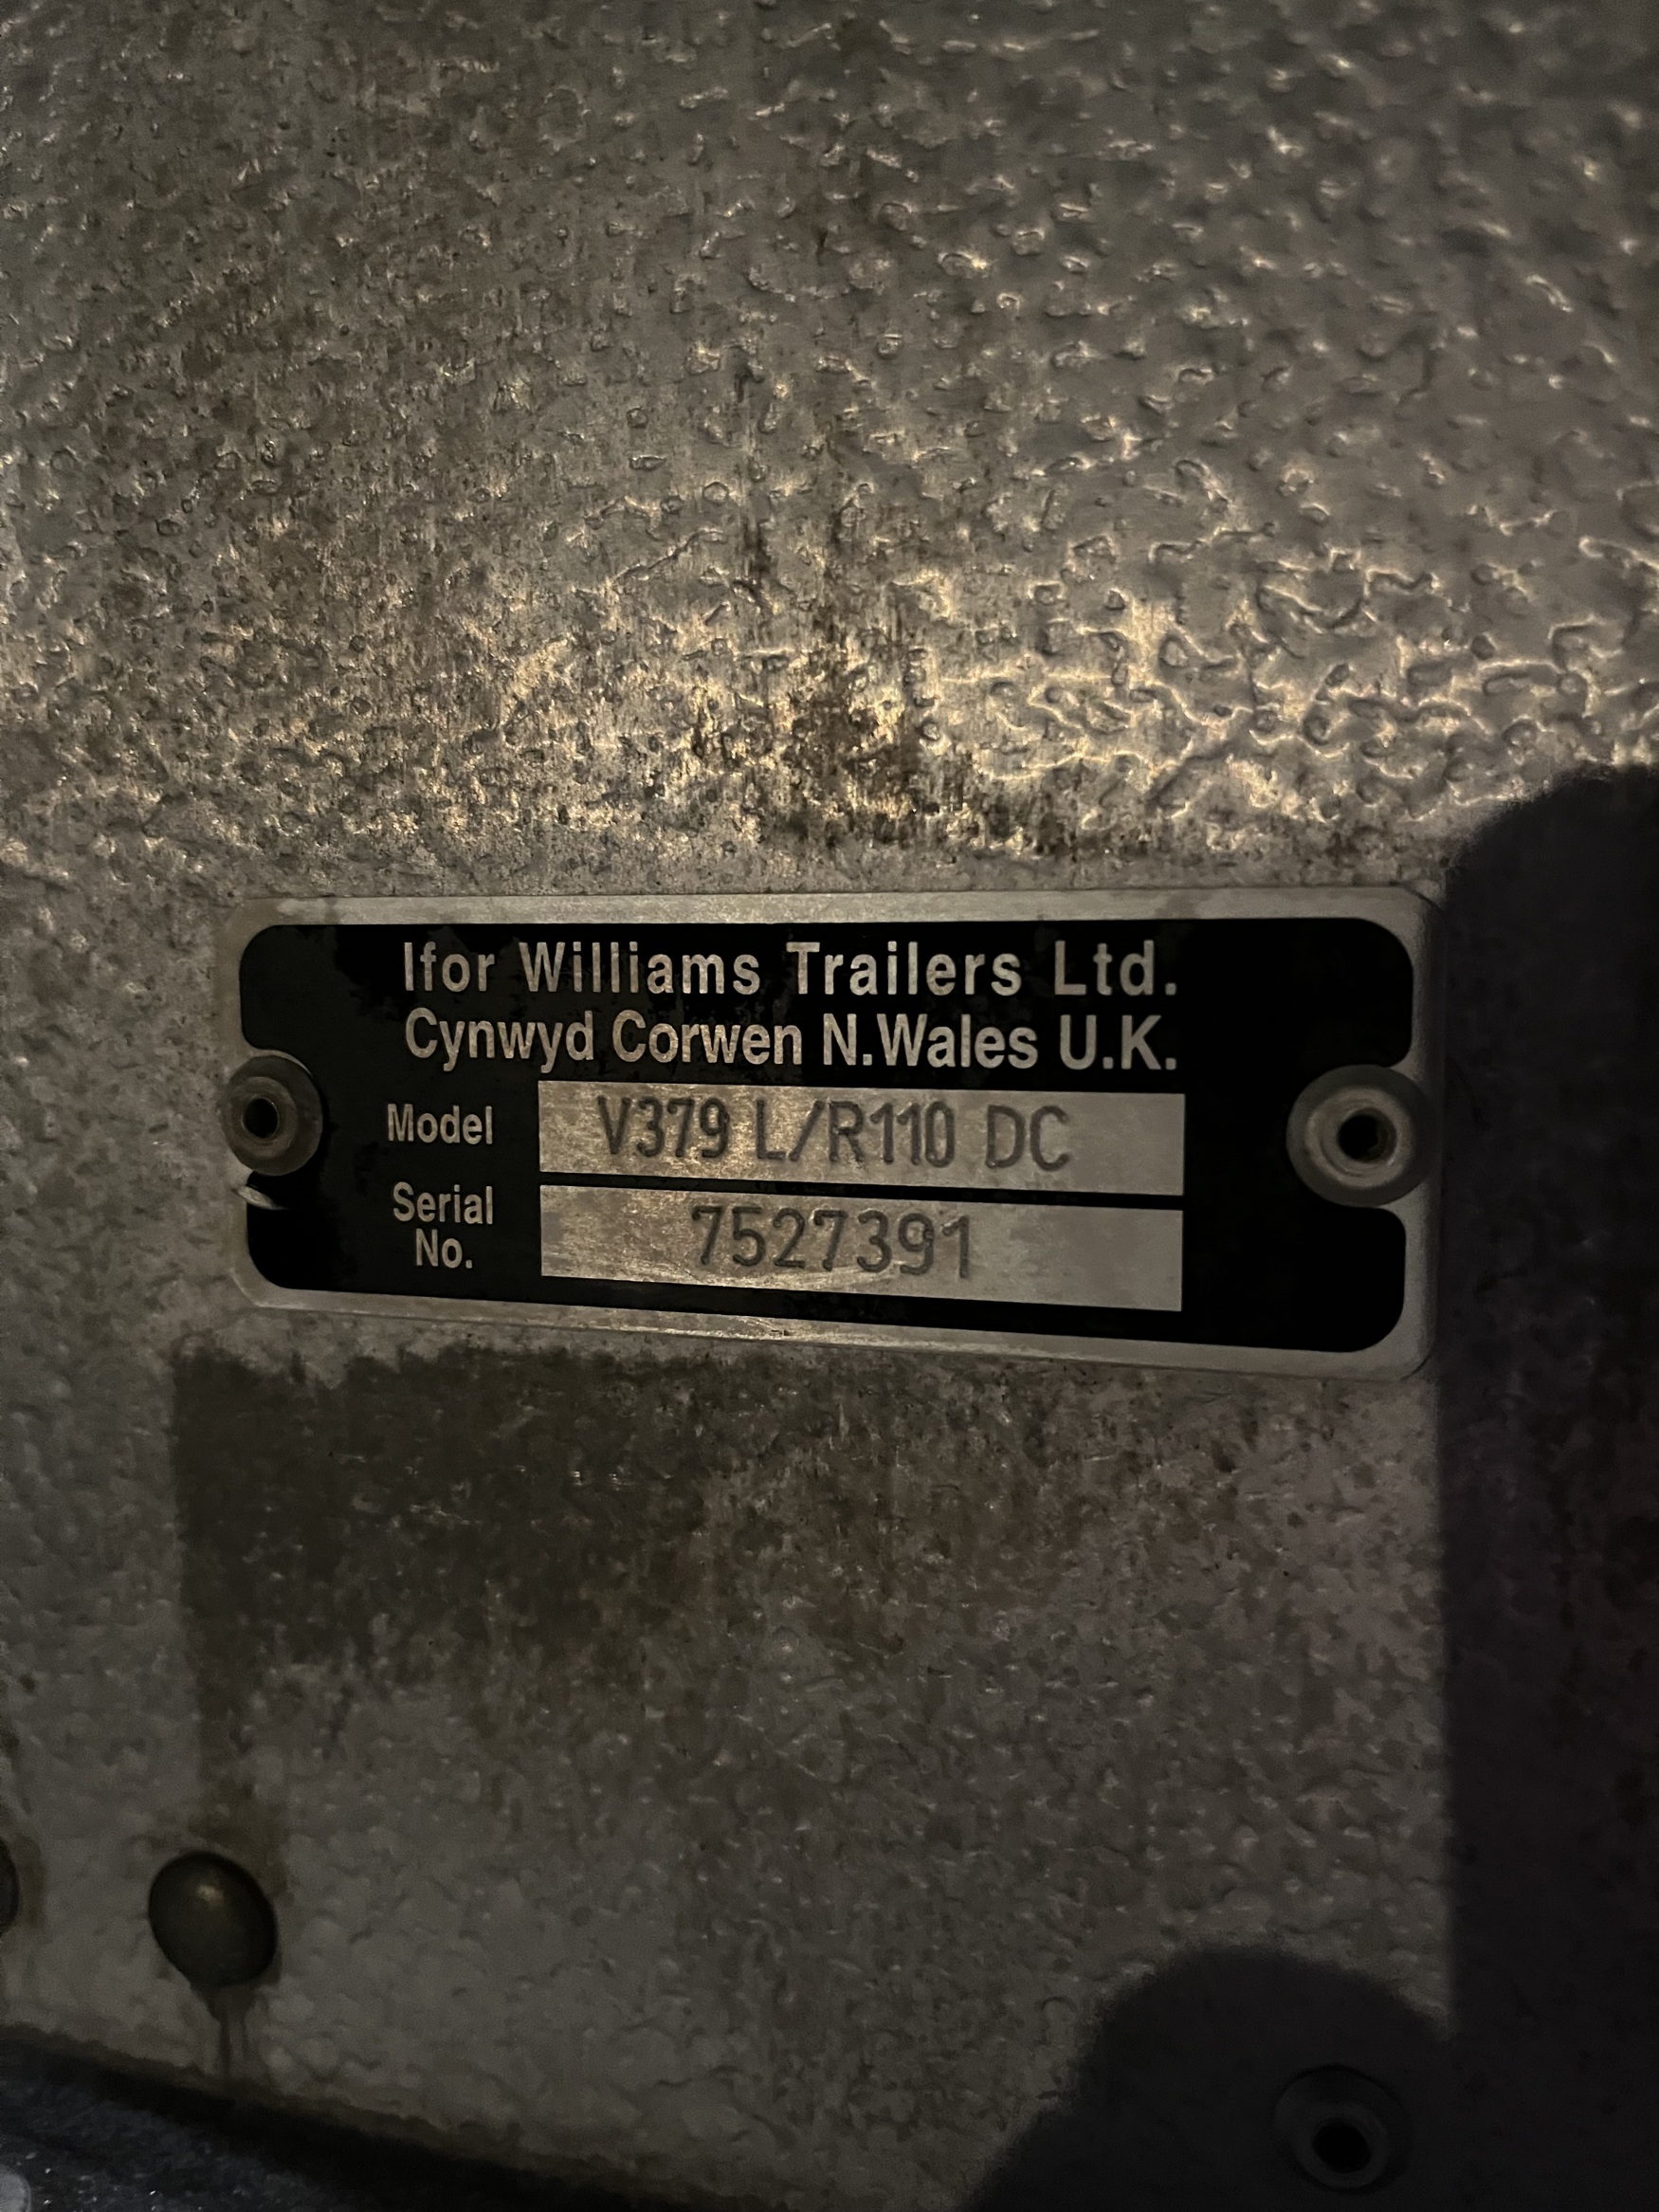 Ifor Williams Trailers Ltd.
Cynwyd Corwen N.Wales U.K.
Model V379 L/R110 DC
Serial No. 7527391